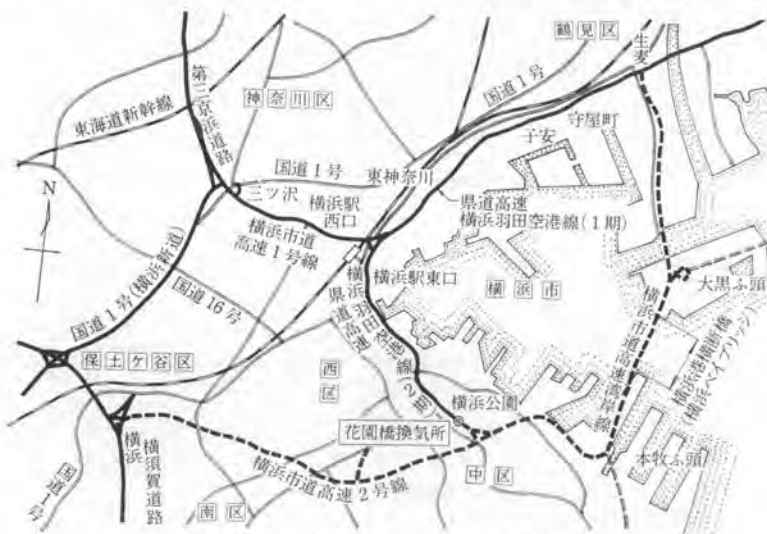 鶴見区
生麦
国道1号
第三京浜道路
神奈川区
東海道新幹線
守屋町
子安
国道1号
東神奈川
N
三ツ沢
横浜駅
西口
県道高速
横浜羽田空港線(1期)
横浜市道
高速1号線
横浜駅東口
横浜市
大黒ふ頭
国道1号(横浜新道)
国道16号
県道高速
横浜羽田空港線(2期)
横浜市道高速湾岸線
横浜港横断橋
(横浜ベイブリッジ)
保土ケ谷区
西区
横浜公園
花園橋換気所
本牧ふ頭
横浜
横須賀道路
国道1号
横浜市道高速2号線
中区
南区